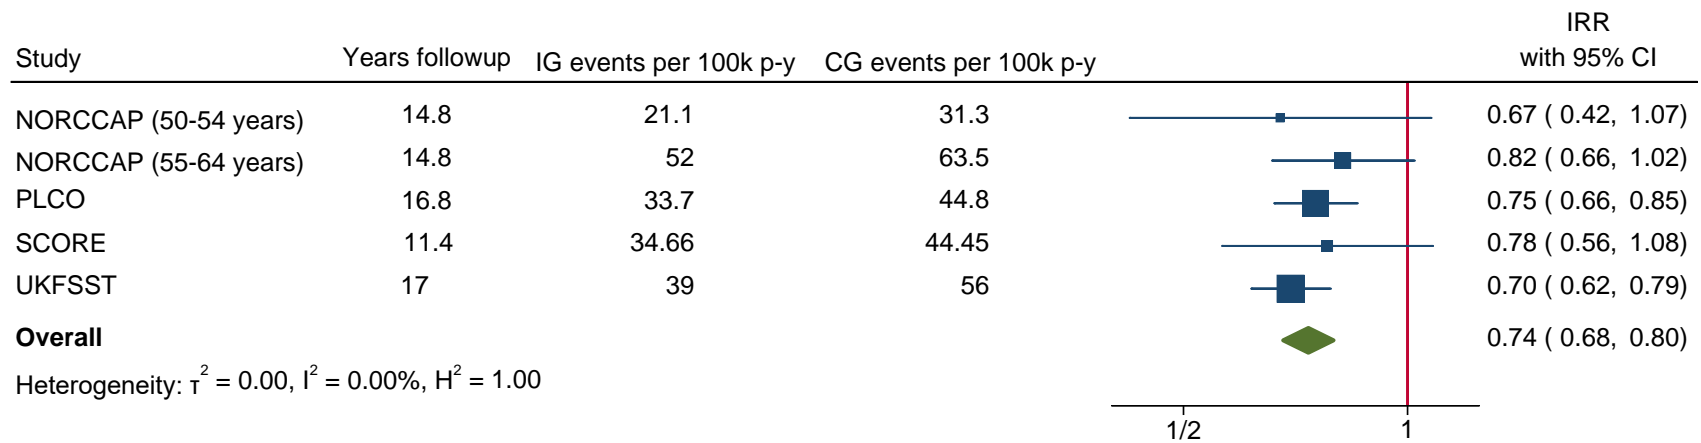 IRR
Study Years followup IG events per 100k p-y CG events per 100k p-y with 95% CI
NORCCAP (50-54 years) 14.8 21.1 31.3 0.67 ( 0.42, 1.07)
NORCCAP (55-64 years) 14.8 52 63.5 0.82 ( 0.66, 1.02)
PLCO 16.8 33.7 44.8 0.75 ( 0.66, 0.85)
SCORE 11.4 34.66 44.45 0.78 ( 0.56, 1.08)
UKFSST 17 39 56 0.70 ( 0.62, 0.79)
Overall 0.74 ( 0.68, 0.80)
Heterogeneity: τ² = 0.00, I² = 0.00%, H² = 1.00
1/2 1